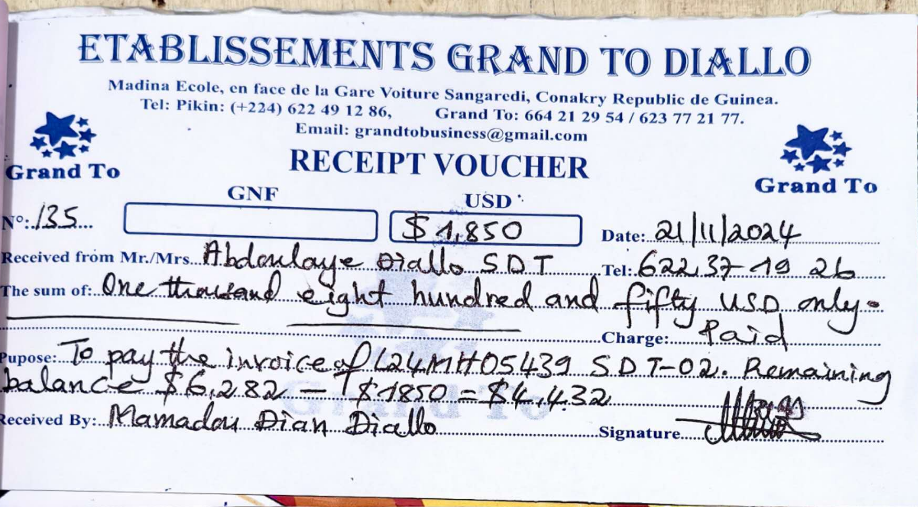 ETABLISSEMENTS GRAND TO DIALLO
Madina Ecole, en face de la Gare Voiture Sangaredi, Conakry Republic de Guinea.
Tel: Pikin: (+224) 622 49 12 86, Grand To: 664 21 29 54 / 623 77 21 77.
Email: grandtobusiness@gmail.com
Grand To
RECEIPT VOUCHER
Grand To
GNF USD
N°: 135 $ 1,850 Date: 21/11/2024
Received from Mr./Mrs. Abdoulaye Diallo SDT Tel: 622 37 19 26
The sum of: One thousand eight hundred and fifty USD only-
Charge: Paid
Pupose: To pay the invoice of L24MH05439 SDT-02. Remaining
balance $6,282 - $1850 = $4,432
Received By: Mamadou Dian Diallo Signature